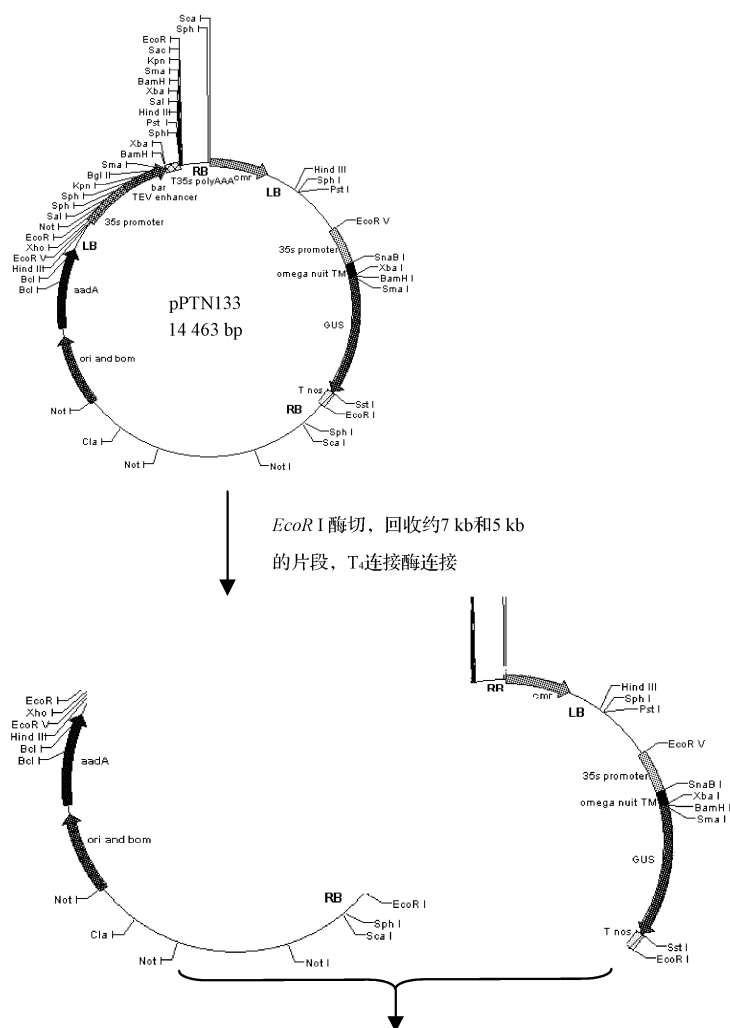 Sca I
Sph I
EcoR I
Sac I
Kpn I
Sma I
BamH I
Xba I
Sal I
Hind III
Pst I
Sph I
Xba I
BamH I
Sma I
Bgl II
Kpn I
Sph I
Sph I
Sal I
Not I
EcoR I
Xho I
EcoR V
Hind III
Bcl I
Bcl I
bar
TEV enhancer
35s promoter
T35s polyAAA
RB
cmr
LB
Hind III
Sph I
Pst I
EcoR V
35s promoter
SnaB I
omega nuit TM
Xba I
BamH I
Sma I
GUS
LB
aadA
pPTN133
14 463 bp
ori and bom
T nos
Sst I
EcoR I
RB
Sph I
Sca I
Not I
Cla I
Not I
Not I
EcoR I 酶切，回收约7 kb和5 kb
的片段，T4连接酶连接
RB
cmr
LB
Hind III
Sph I
Pst I
EcoR I
Xho I
EcoR V
Hind III
Bcl I
Bcl I
aadA
EcoR V
35s promoter
SnaB I
omega nuit TM
Xba I
BamH I
Sma I
ori and bom
GUS
Not I
RB
EcoR I
Sph I
Sca I
Cla I
Not I
Not I
T nos
Sst I
EcoR I